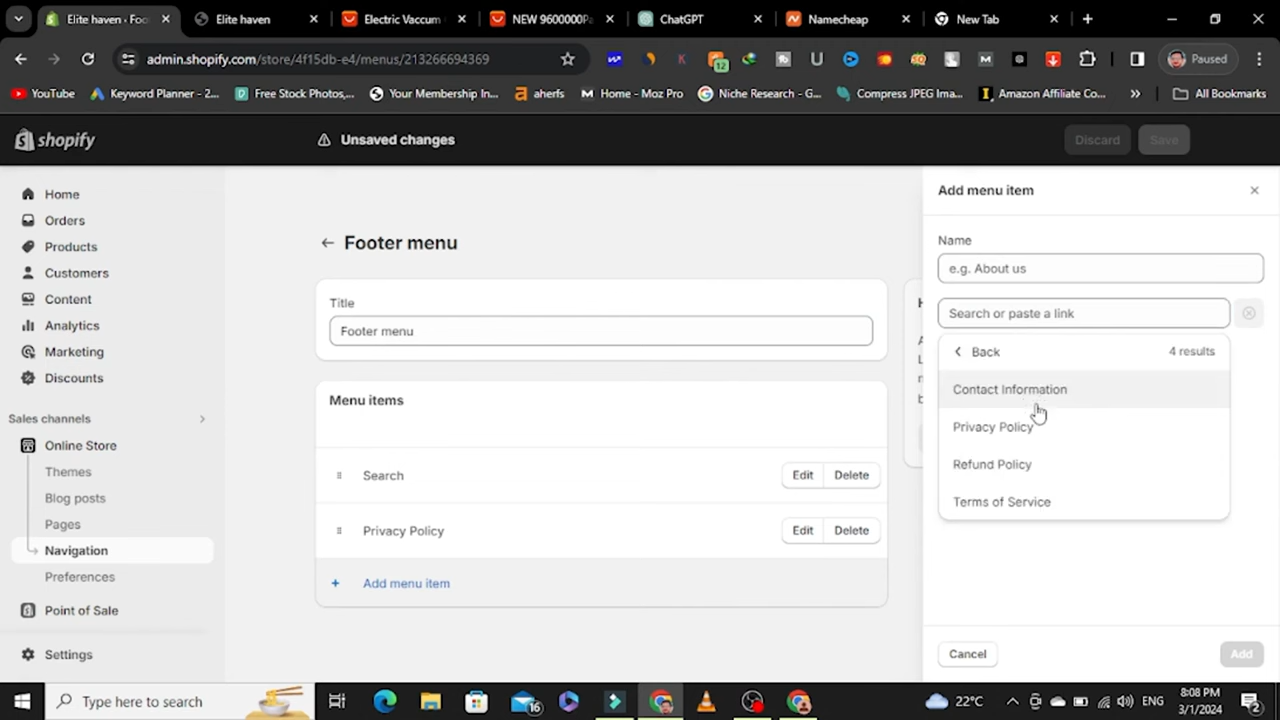 Elite haven · Foo
Elite haven
Electric Vaccum
NEW 9600000Pa
ChatGPT
Namecheap
New Tab
admin.shopify.com/store/4f15db-e4/menus/213266694369
12
Paused
YouTube
Keyword Planner - 2...
Free Stock Photos,...
Your Membership In...
aherfs
Home - Moz Pro
Niche Research - G...
Compress JPEG Ima...
Amazon Affiliate Co...
All Bookmarks
shopify
Unsaved changes
Discard
Save
Home
Orders
Products
Customers
Content
Analytics
Marketing
Discounts
Sales channels
Online Store
Themes
Blog posts
Pages
Navigation
Preferences
Point of Sale
Settings
Footer menu
Title
Footer menu
Menu items
Search
Edit
Delete
Privacy Policy
Edit
Delete
Add menu item
Add menu item
Name
e.g. About us
Search or paste a link
Back
4 results
Contact Information
Privacy Policy
Refund Policy
Terms of Service
Cancel
Add
Type here to search
16
22°C
ENG
8:08 PM
3/1/2024
2